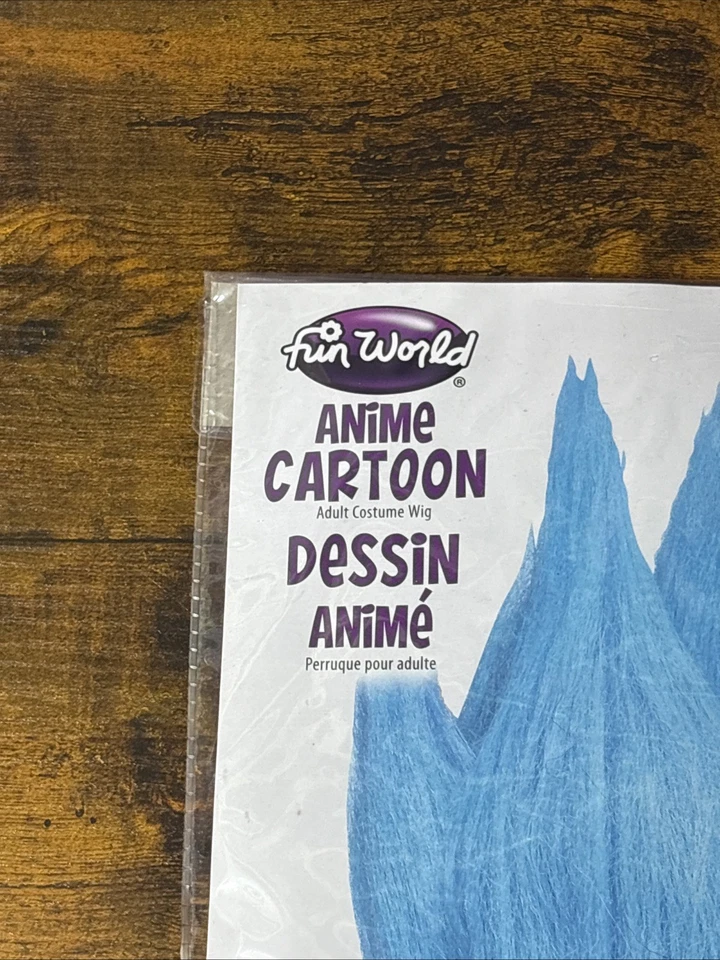 fun World
®
ANiMe
CARTOON
Adult Costume Wig
DessiN
ANiMé
Perruque pour adulte